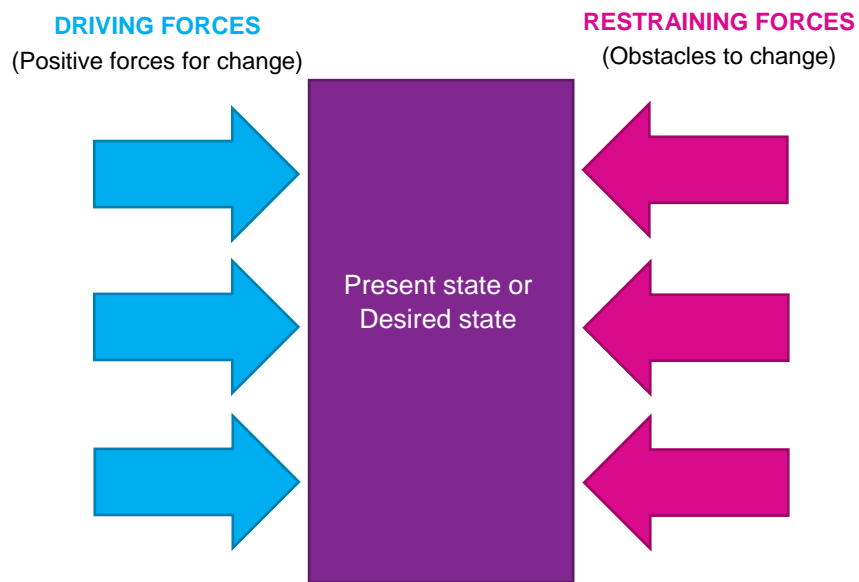 DRIVING FORCES
(Positive forces for change)
RESTRAINING FORCES
(Obstacles to change)
Present state or
Desired state